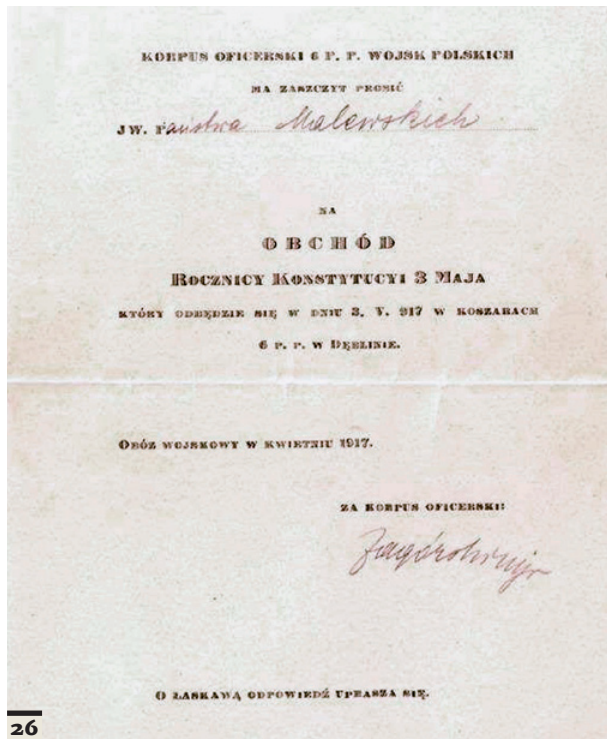 KORPUS OFICERSKI 6 P. P. WOJSK POLSKICH
MA ZASZCZYT PROSIĆ
JW. Państwa Malewskich
NA
OBCHÓD
ROCZNICY KONSTYTUCYI 3 MAJA
KTÓRY ODBĘDZIE SIĘ W DNIU 3. V. 917 W KOSZARACH
6 P. P. W DĘBLINIE.
OBÓZ WOJSKOWY W KWIETNIU 1917.
ZA KORPUS OFICERSKI:
O ŁASKAWĄ ODPOWIEDŹ UPRASZA SIĘ.
26